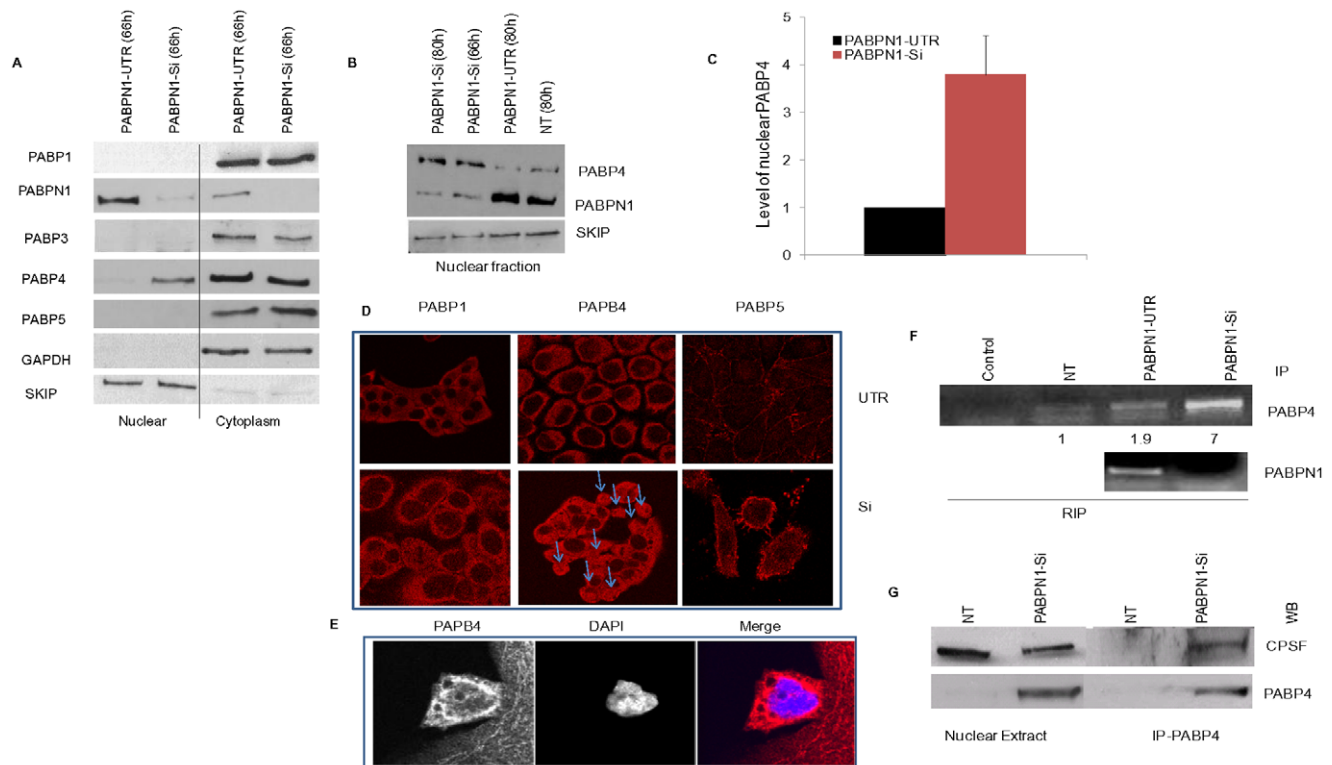 A
PABPN1-UTR (66h)
PABPN1-Si (66h)
PABPN1-UTR (66h)
PABPN1-Si (66h)
PABP1
PABPN1
PABP3
PABP4
PABP5
GAPDH
SKIP
Nuclear
Cytoplasm
B
PABPN1-Si (80h)
PABPN1-Si (66h)
PABPN1-UTR (80h)
NT (80h)
PABP4
PABPN1
SKIP
Nuclear fraction
C
Level of nuclear PABP4
5
4
3
2
1
0
PABPN1-UTR
PABPN1-Si
D
PABP1
PAPB4
PABP5
UTR
Si
E
PAPB4
DAPI
Merge
F
Control
NT
PABP1-UTR
PABPN1-Si
IP
PABP4
1
1.9
7
PABPN1
RIP
G
NT
PABPN1-Si
NT
PABPN1-Si
WB
CPSF
PABP4
Nuclear Extract
IP-PABP4